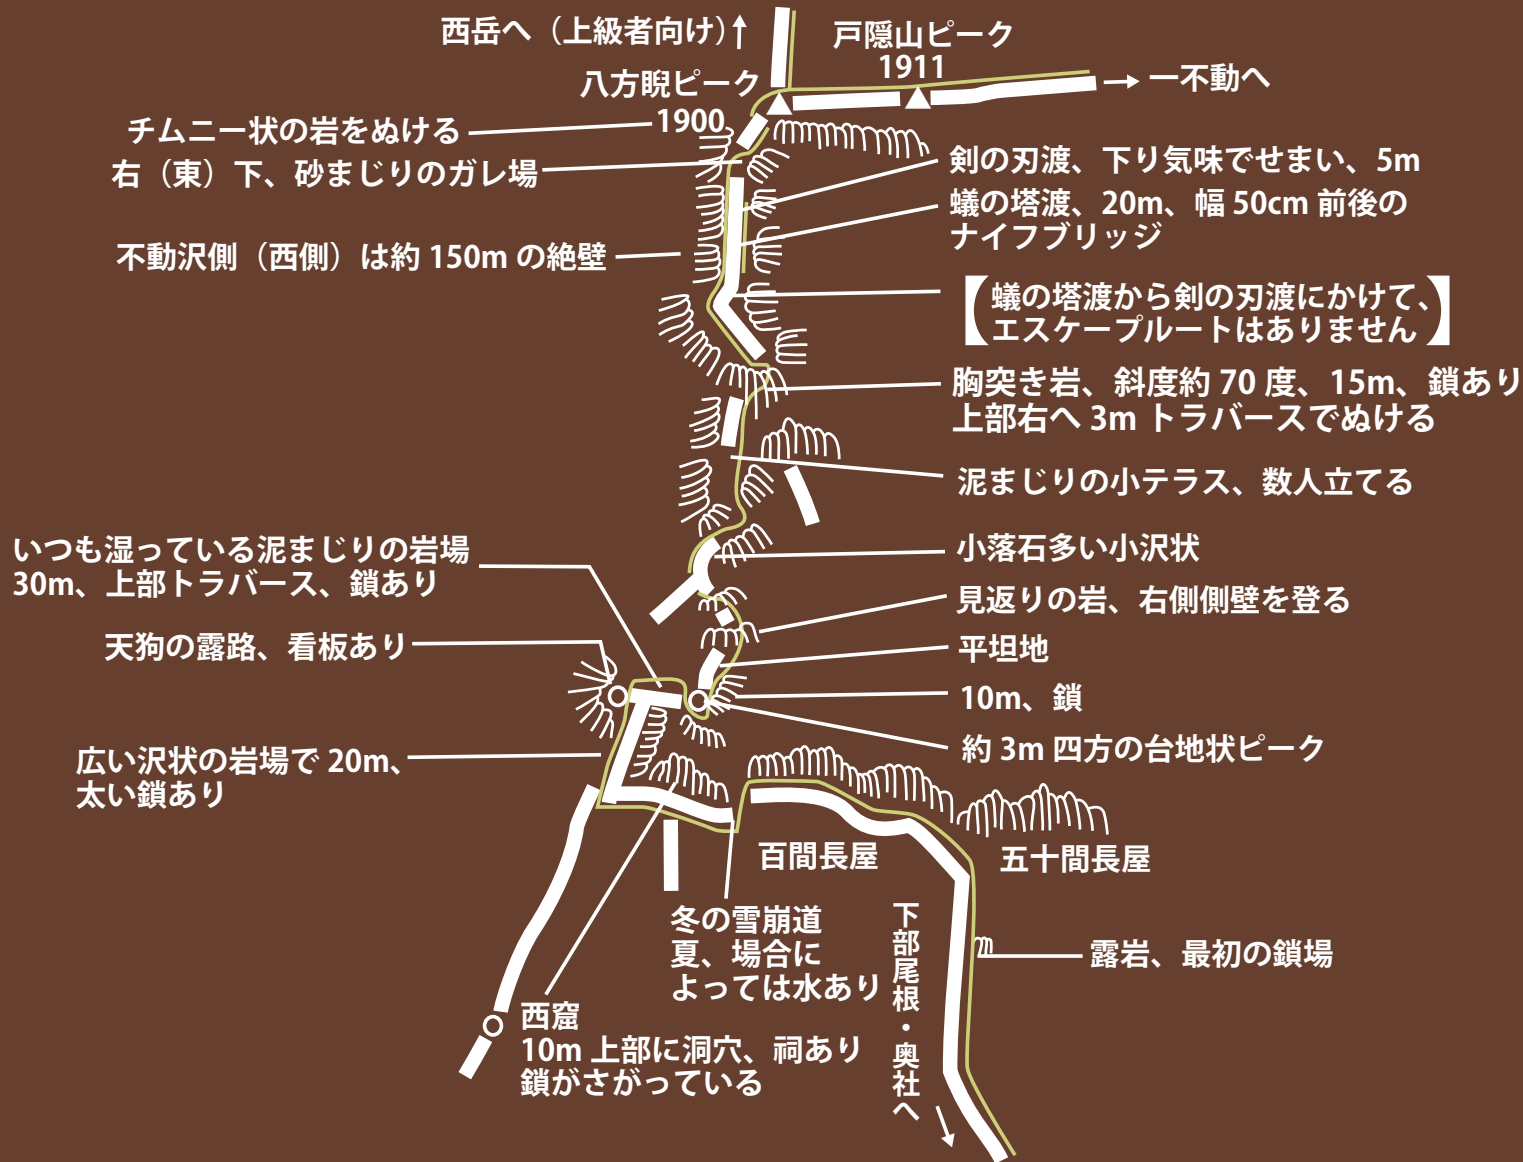 西岳へ（上級者向け）
戸隠山ピーク
1911
一不動へ
八方睨ピーク
1900
チムニー状の岩をぬける
右（東）下、砂まじりのガレ場
剣の刃渡、下り気味でせまい、5m
蟻の塔渡、20m、幅 50cm 前後の
ナイフブリッジ
不動沢側（西側）は約 150m の絶壁
【蟻の塔渡から剣の刃渡にかけて、
エスケープルートはありません】
胸突き岩、斜度約 70 度、15m、鎖あり
上部右へ 3m トラバースでぬける
泥まじりの小テラス、数人立てる
いつも湿っている泥まじりの岩場
30m、上部トラバース、鎖あり
小落石多い小沢状
見返りの岩、右側側壁を登る
天狗の露路、看板あり
平坦地
10m、鎖
約 3m 四方の台地状ピーク
広い沢状の岩場で 20m、
太い鎖あり
百間長屋
五十間長屋
冬の雪崩道
夏、場合に
よっては水あり
下部尾根・奥社へ
露岩、最初の鎖場
西窟
10m 上部に洞穴、祠あり
鎖がさがっている